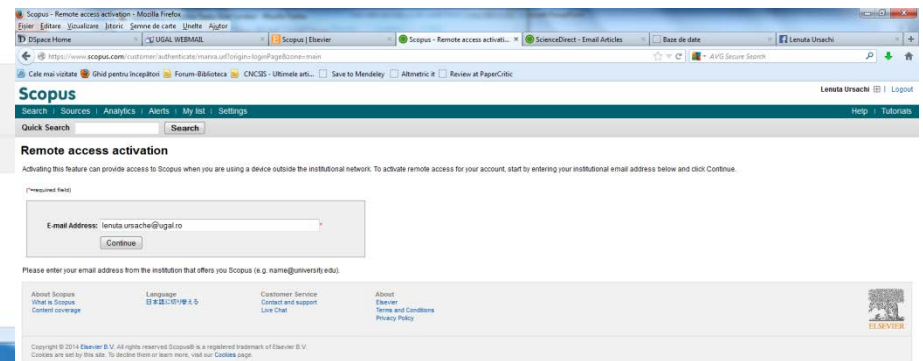 Scopus - Remote access activation - Mozilla Firefox
Fișier Editare Vizualizare Istoric Semne de carte Unelte Ajutor
DSpace Home × UGAL WEBMAIL × Scopus | Elsevier × Scopus - Remote access activati... × ScienceDirect - Email Articles × Baze de date × Lenuta Ursachi × +
https://www.scopus.com/customer/authenticate/manra.url?origin=loginPage&zone=main AVG Secure Search
Cele mai vizitate Ghid pentru începători Forum-Biblioteca CNCSIS - Ultimele arti... Save to Mendeley Altmetric it Review at PaperCritic
Scopus Lenuta Ursachi | Logout
Search | Sources | Analytics | Alerts | My list | Settings Help | Tutorials
Quick Search Search
Remote access activation
Activating this feature can provide access to Scopus when you are using a device outside the institutional network. To activate remote access for your account, start by entering your institutional email address below and click Continue.
(*=required field)
E-mail Address: lenuta.ursache@ugal.ro *
Continue
Please enter your email address from the institution that offers you Scopus (e.g. name@university.edu).
About Scopus Language Customer Service About
What is Scopus 日本語に切り替える Contact and support Elsevier
Content coverage Live Chat Terms and Conditions
Privacy Policy
ELSEVIER
Copyright © 2014 Elsevier B.V. All rights reserved. Scopus® is a registered trademark of Elsevier B.V.
Cookies are set by this site. To decline them or learn more, visit our Cookies page.